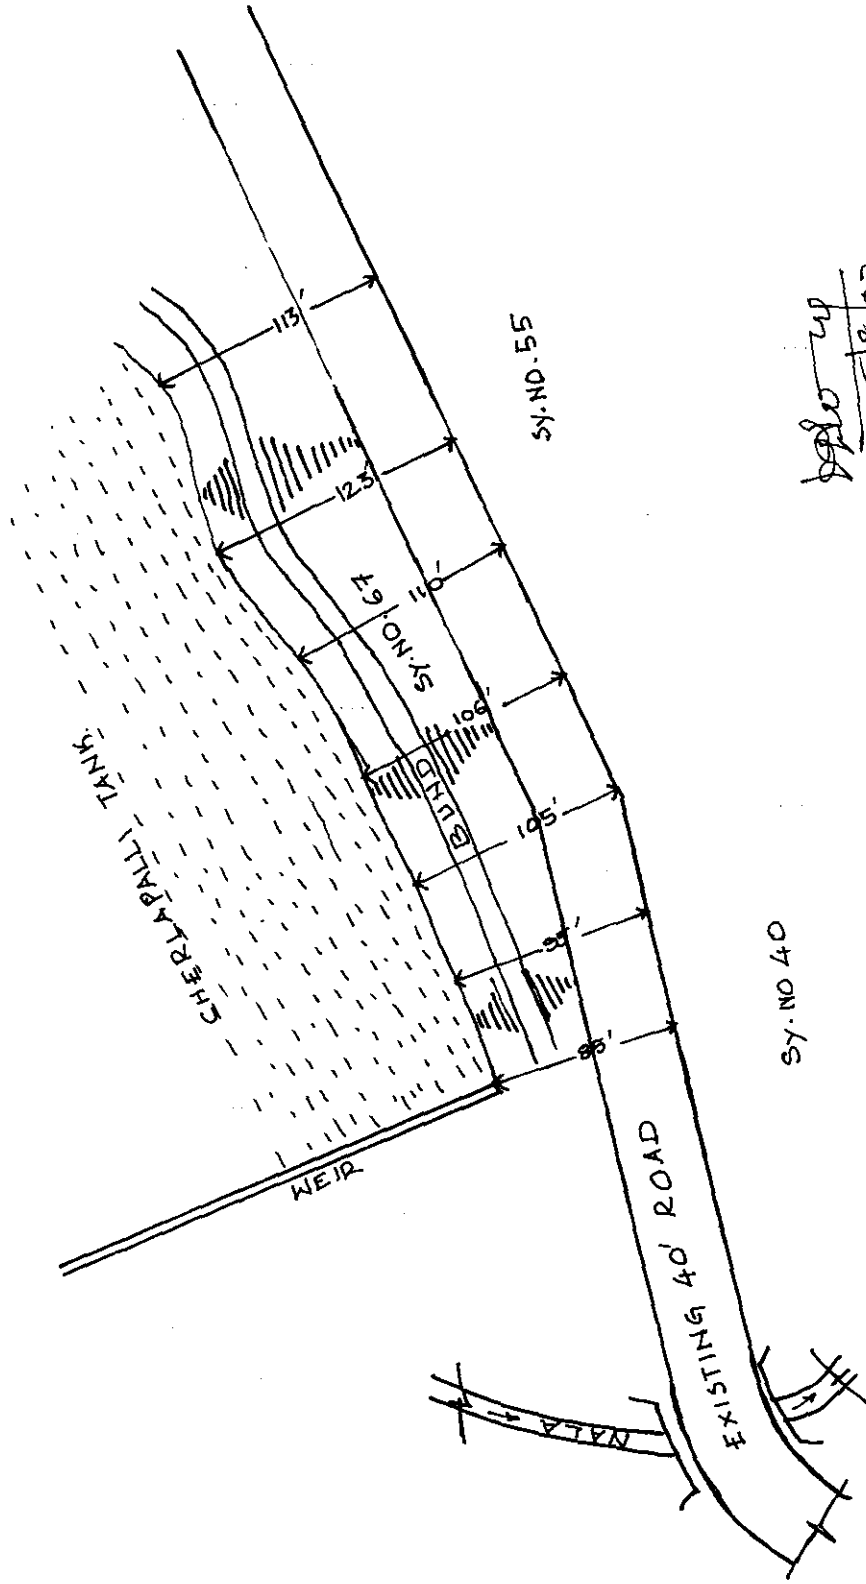 CHERLAPALLI TANK
113'
123'
110'
106'
105'
85'
SY.NO.67
BUND
SY.NO.55
SY.NO 40
WEIR
EXISTING 40' ROAD
NALA